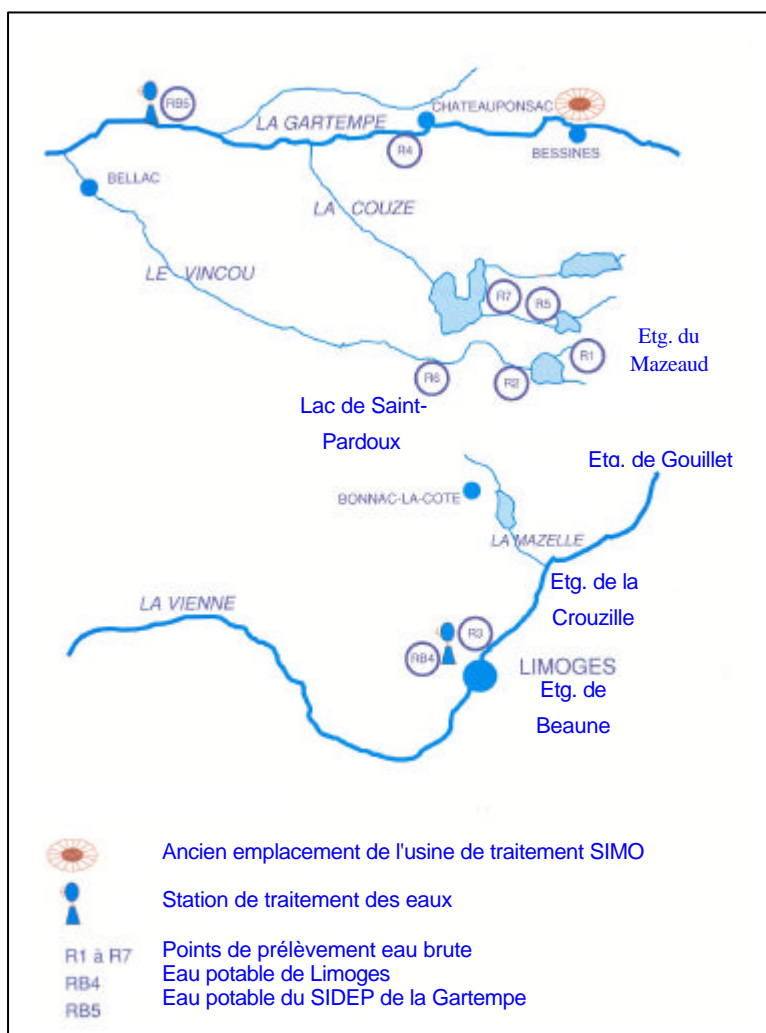 RB5
CHATEAUPONSAC
LA GARTEMPE
R4
BESSINES
BELLAC
LA COUZE
LE VINCOU
R7
R5
Etg. du
Mazeaud
R1
R6
R2
Lac de Saint-
Pardoux
Etg. de Gouillet
BONNAC-LA-COTE
LA MAZELLE
Etg. de la
Crouzille
LA VIENNE
R3
RB4
LIMOGES
Etg. de
Beaune
Ancien emplacement de l'usine de traitement SIMO
Station de traitement des eaux
R1 à R7 Points de prélèvement eau brute
RB4 Eau potable de Limoges
RB5 Eau potable du SIDEP de la Gartempe